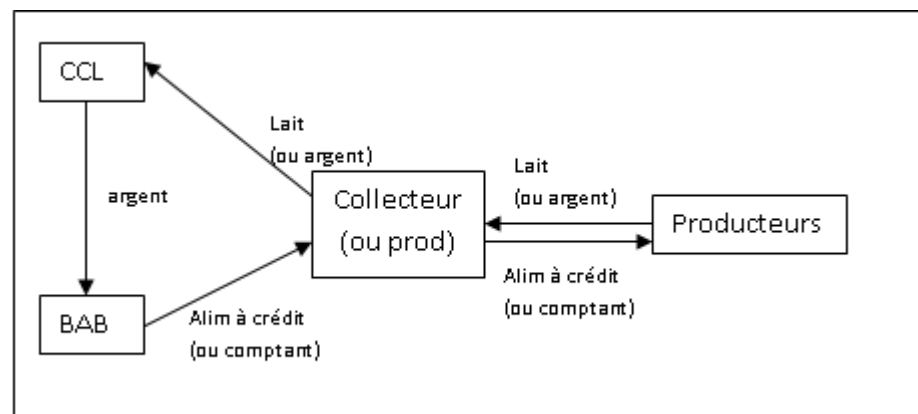 CCL
Lait
(ou argent)
argent
Collecteur
(ou prod)
Lait
(ou argent)
Producteurs
Alim à crédit
(ou comptant)
BAB
Alim à crédit
(ou comptant)